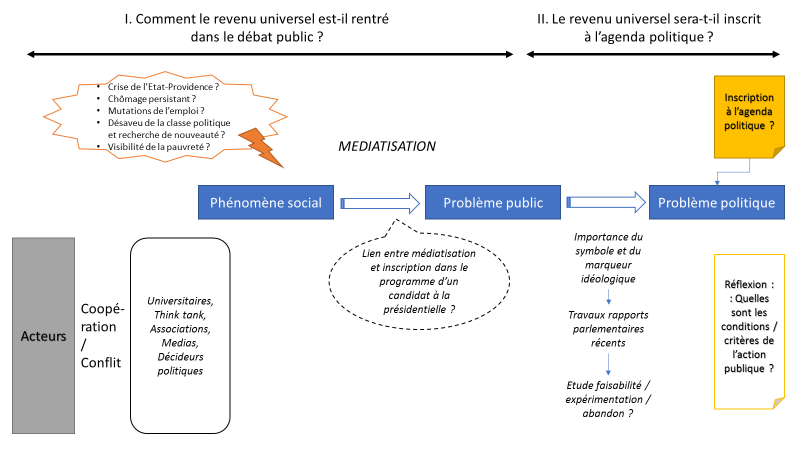 I. Comment le revenu universel est-il rentré
dans le débat public ?
II. Le revenu universel sera-t-il inscrit
à l'agenda politique ?
• Crise de l'Etat-Providence ?
• Chômage persistant ?
• Mutations de l'emploi ?
• Désaveu de la classe politique
et recherche de nouveauté ?
• Visibilité de la pauvreté ?
MEDIATISATION
Inscription
à l'agenda
politique ?
Phénomène social
Problème public
Problème politique
Lien entre médiatisation
et inscription dans le
programme d'un
candidat à la
présidentielle ?
Importance du
symbole et du
marqueur
idéologique
Travaux rapports
parlementaires
récents
Etude faisabilité /
expérimentation /
abandon ?
Réflexion :
: Quelles
sont les
conditions /
critères de
l'action
publique ?
Acteurs
Coopé-
ration
/
Conflit
Universitaires,
Think tank,
Associations,
Medias,
Décideurs
politiques